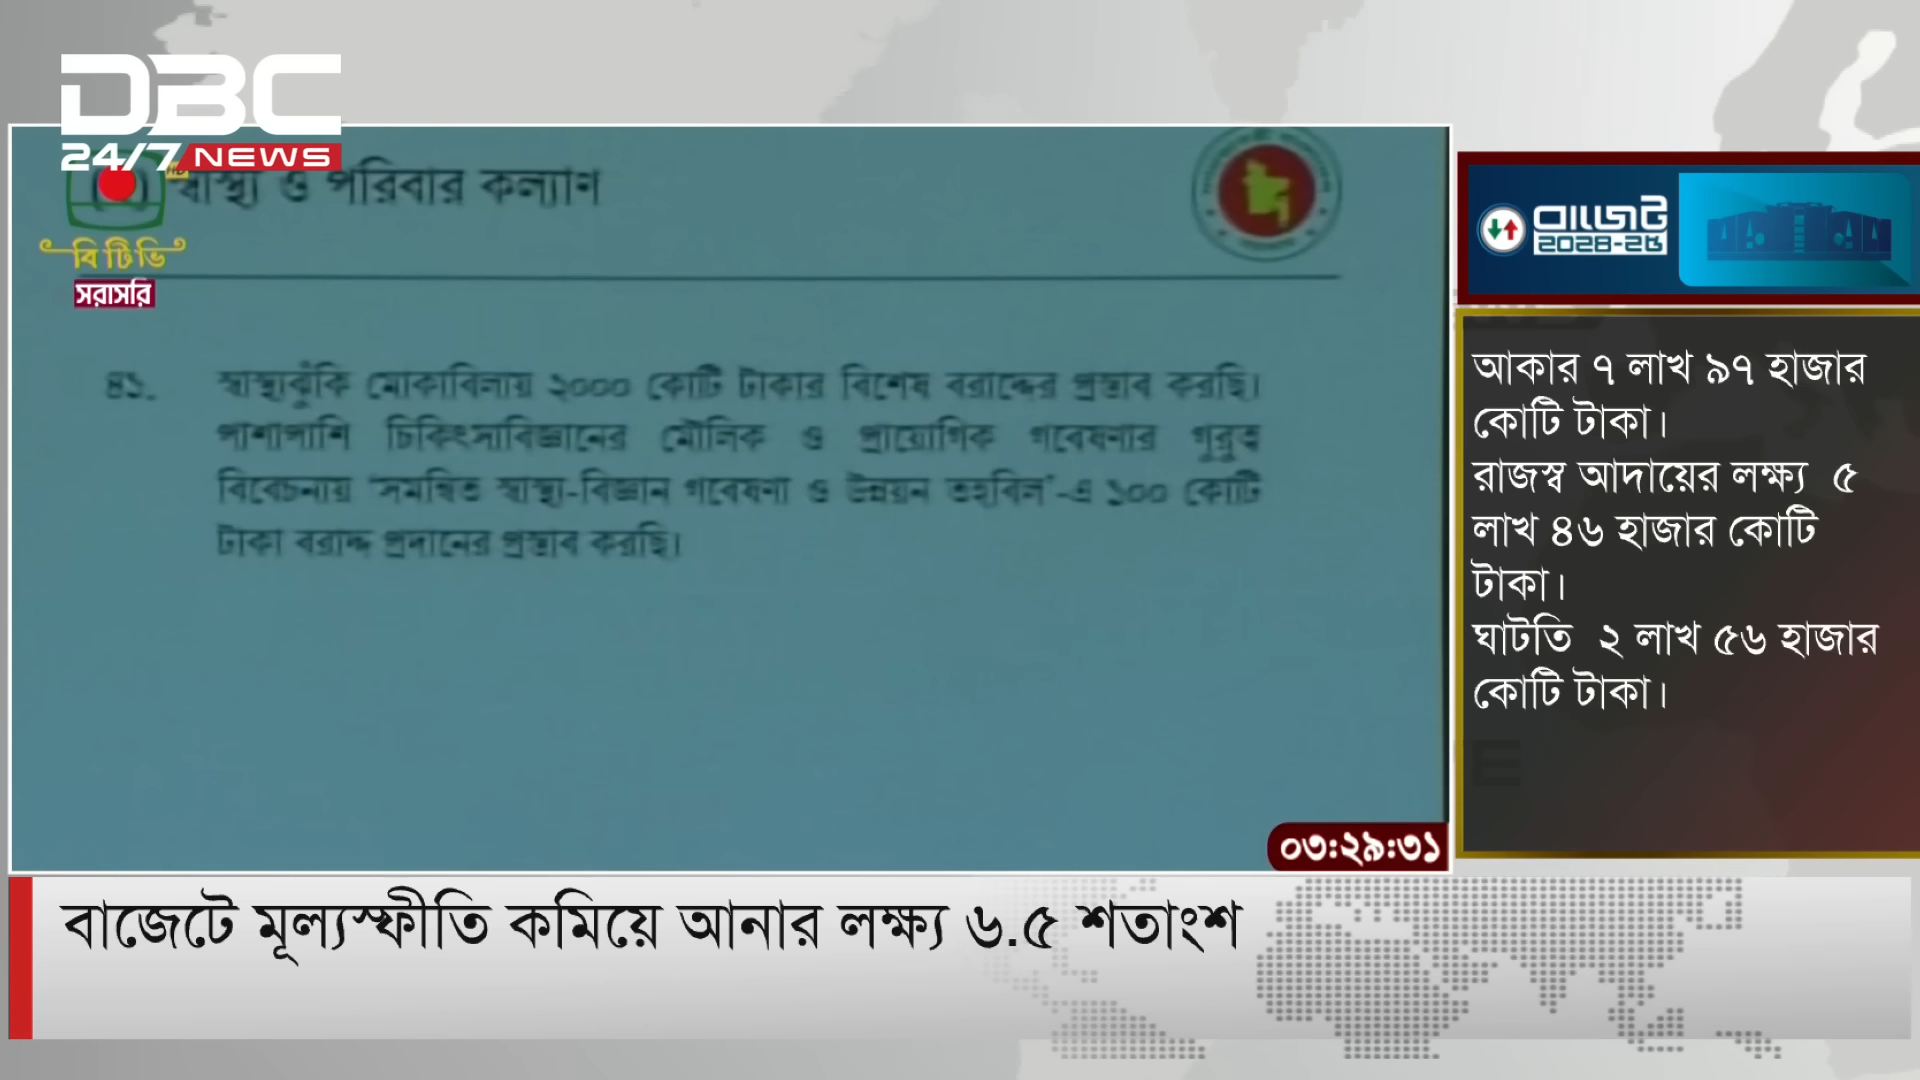 DBC
24/7 NEWS
স্বাস্থ্য ও পরিবার কল্যাণ
বিটিভি
সরাসরি
৪১. স্বাস্থ্যঝুঁকি মোকাবিলায় ২০০০ কোটি টাকার বিশেষ বরাদ্দের প্রস্তাব করছি।
পাশাপাশি চিকিৎসাবিজ্ঞানের মৌলিক ও প্রায়োগিক গবেষণার গুরুত্ব
বিবেচনায় 'সমন্বিত স্বাস্থ্য-বিজ্ঞান গবেষণা ও উন্নয়ন তহবিল'-এ ১০০ কোটি
টাকা বরাদ্দ প্রদানের প্রস্তাব করছি।
০৩:২৯:৩১
বাজেট
২০২৪-২৫
আকার ৭ লাখ ৯৭ হাজার
কোটি টাকা।
রাজস্ব আদায়ের লক্ষ্য ৫
লাখ ৪৬ হাজার কোটি
টাকা।
ঘাটতি ২ লাখ ৫৬ হাজার
কোটি টাকা।
বাজেটে মূল্যস্ফীতি কমিয়ে আনার লক্ষ্য ৬.৫ শতাংশ